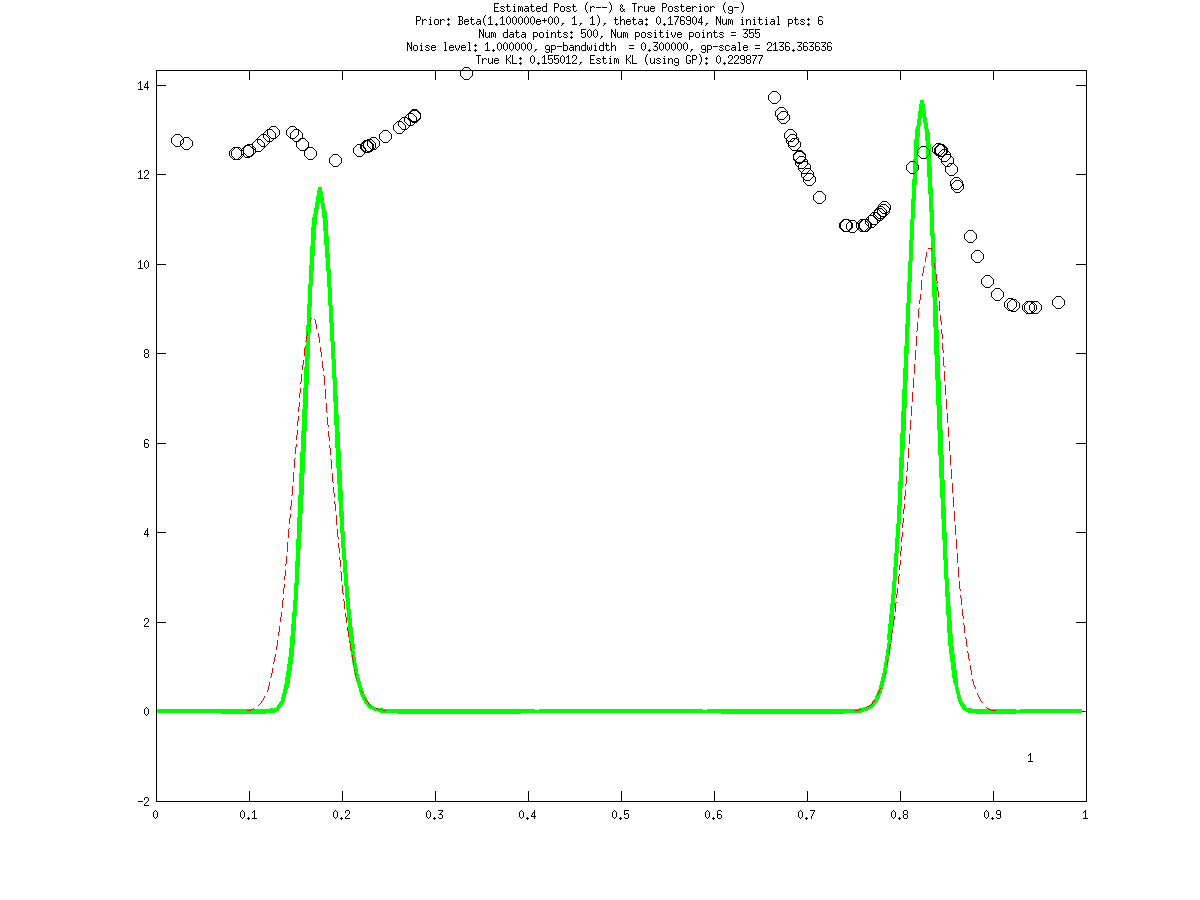 Estimated Post (r--) & True Posterior (g-)
Prior: Beta(1.100000e+00, 1, 1), theta: 0.176904, Num initial pts: 6
Num data points: 500, Num positive points = 355
Noise level: 1.000000, gp-bandwidth  = 0.300000, gp-scale = 2136.363636
True KL: 0.155012, Estim KL (using GP): 0.229877
14
12
10
8
6
4
2
0
1
-2
0 0.1 0.2 0.3 0.4 0.5 0.6 0.7 0.8 0.9 1